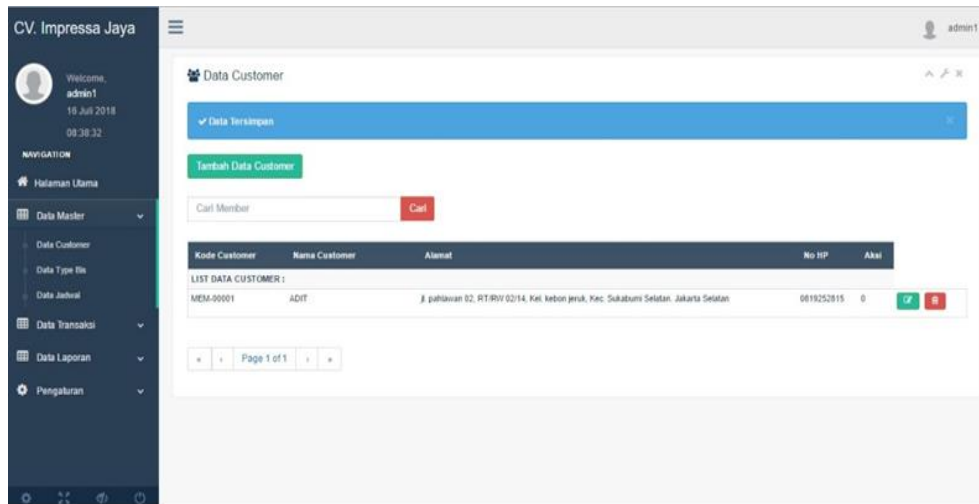 CV. Impressa Jaya
admin1
Welcome,
admin1
16 Juli 2018
08:38:32
NAVIGATION
Halaman Utama
Data Master
Data Customer
Data Type Bis
Data Jadwal
Data Transaksi
Data Laporan
Pengaturan
Data Customer
Data Tersimpan
Tambah Data Customer
Cari Member
Cari
Kode Customer Nama Customer Alamat No HP Aksi
LIST DATA CUSTOMER :
MEM-00001 ADIT jl. pahlawan 02, RT/RW 02/14, Kel. kebon jeruk, Kec. Sukabumi Selatan. Jakarta Selatan 0819252815 0
« ‹ Page 1 of 1 › »